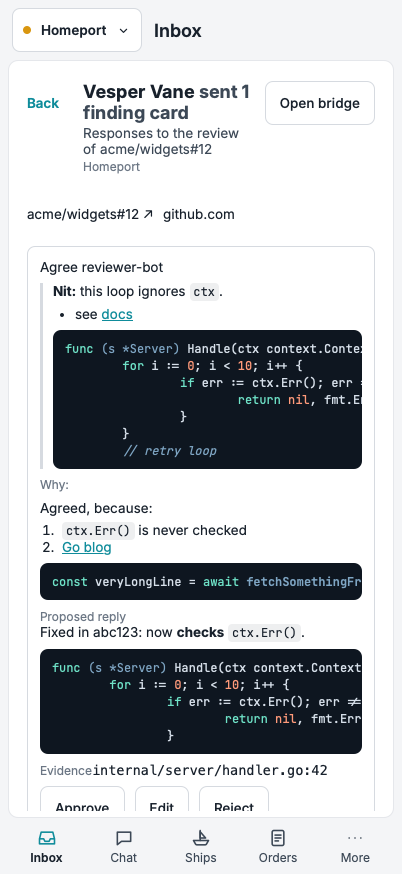 Homeport
Inbox
Back
Vesper Vane sent 1
finding card
Responses to the review
of acme/widgets#12
Homeport
Open bridge
acme/widgets#12 ↗ github.com
Agree reviewer-bot
Nit: this loop ignores ctx.
• see docs
func (s *Server) Handle(ctx context.Conte
for i := 0; i < 10; i++ {
if err := ctx.Err(); err
return nil, fmt.Er
}
}
// retry loop
Why:
Agreed, because:
1. ctx.Err() is never checked
2. Go blog
const veryLongLine = await fetchSomethingFr
Proposed reply
Fixed in abc123: now checks ctx.Err().
func (s *Server) Handle(ctx context.Context
for i := 0; i < 10; i++ {
if err := ctx.Err(); err !=
return nil, fmt.Err
}
Evidence internal/server/handler.go:42
Approve
Edit
Reject
Inbox
Chat
Ships
Orders
More